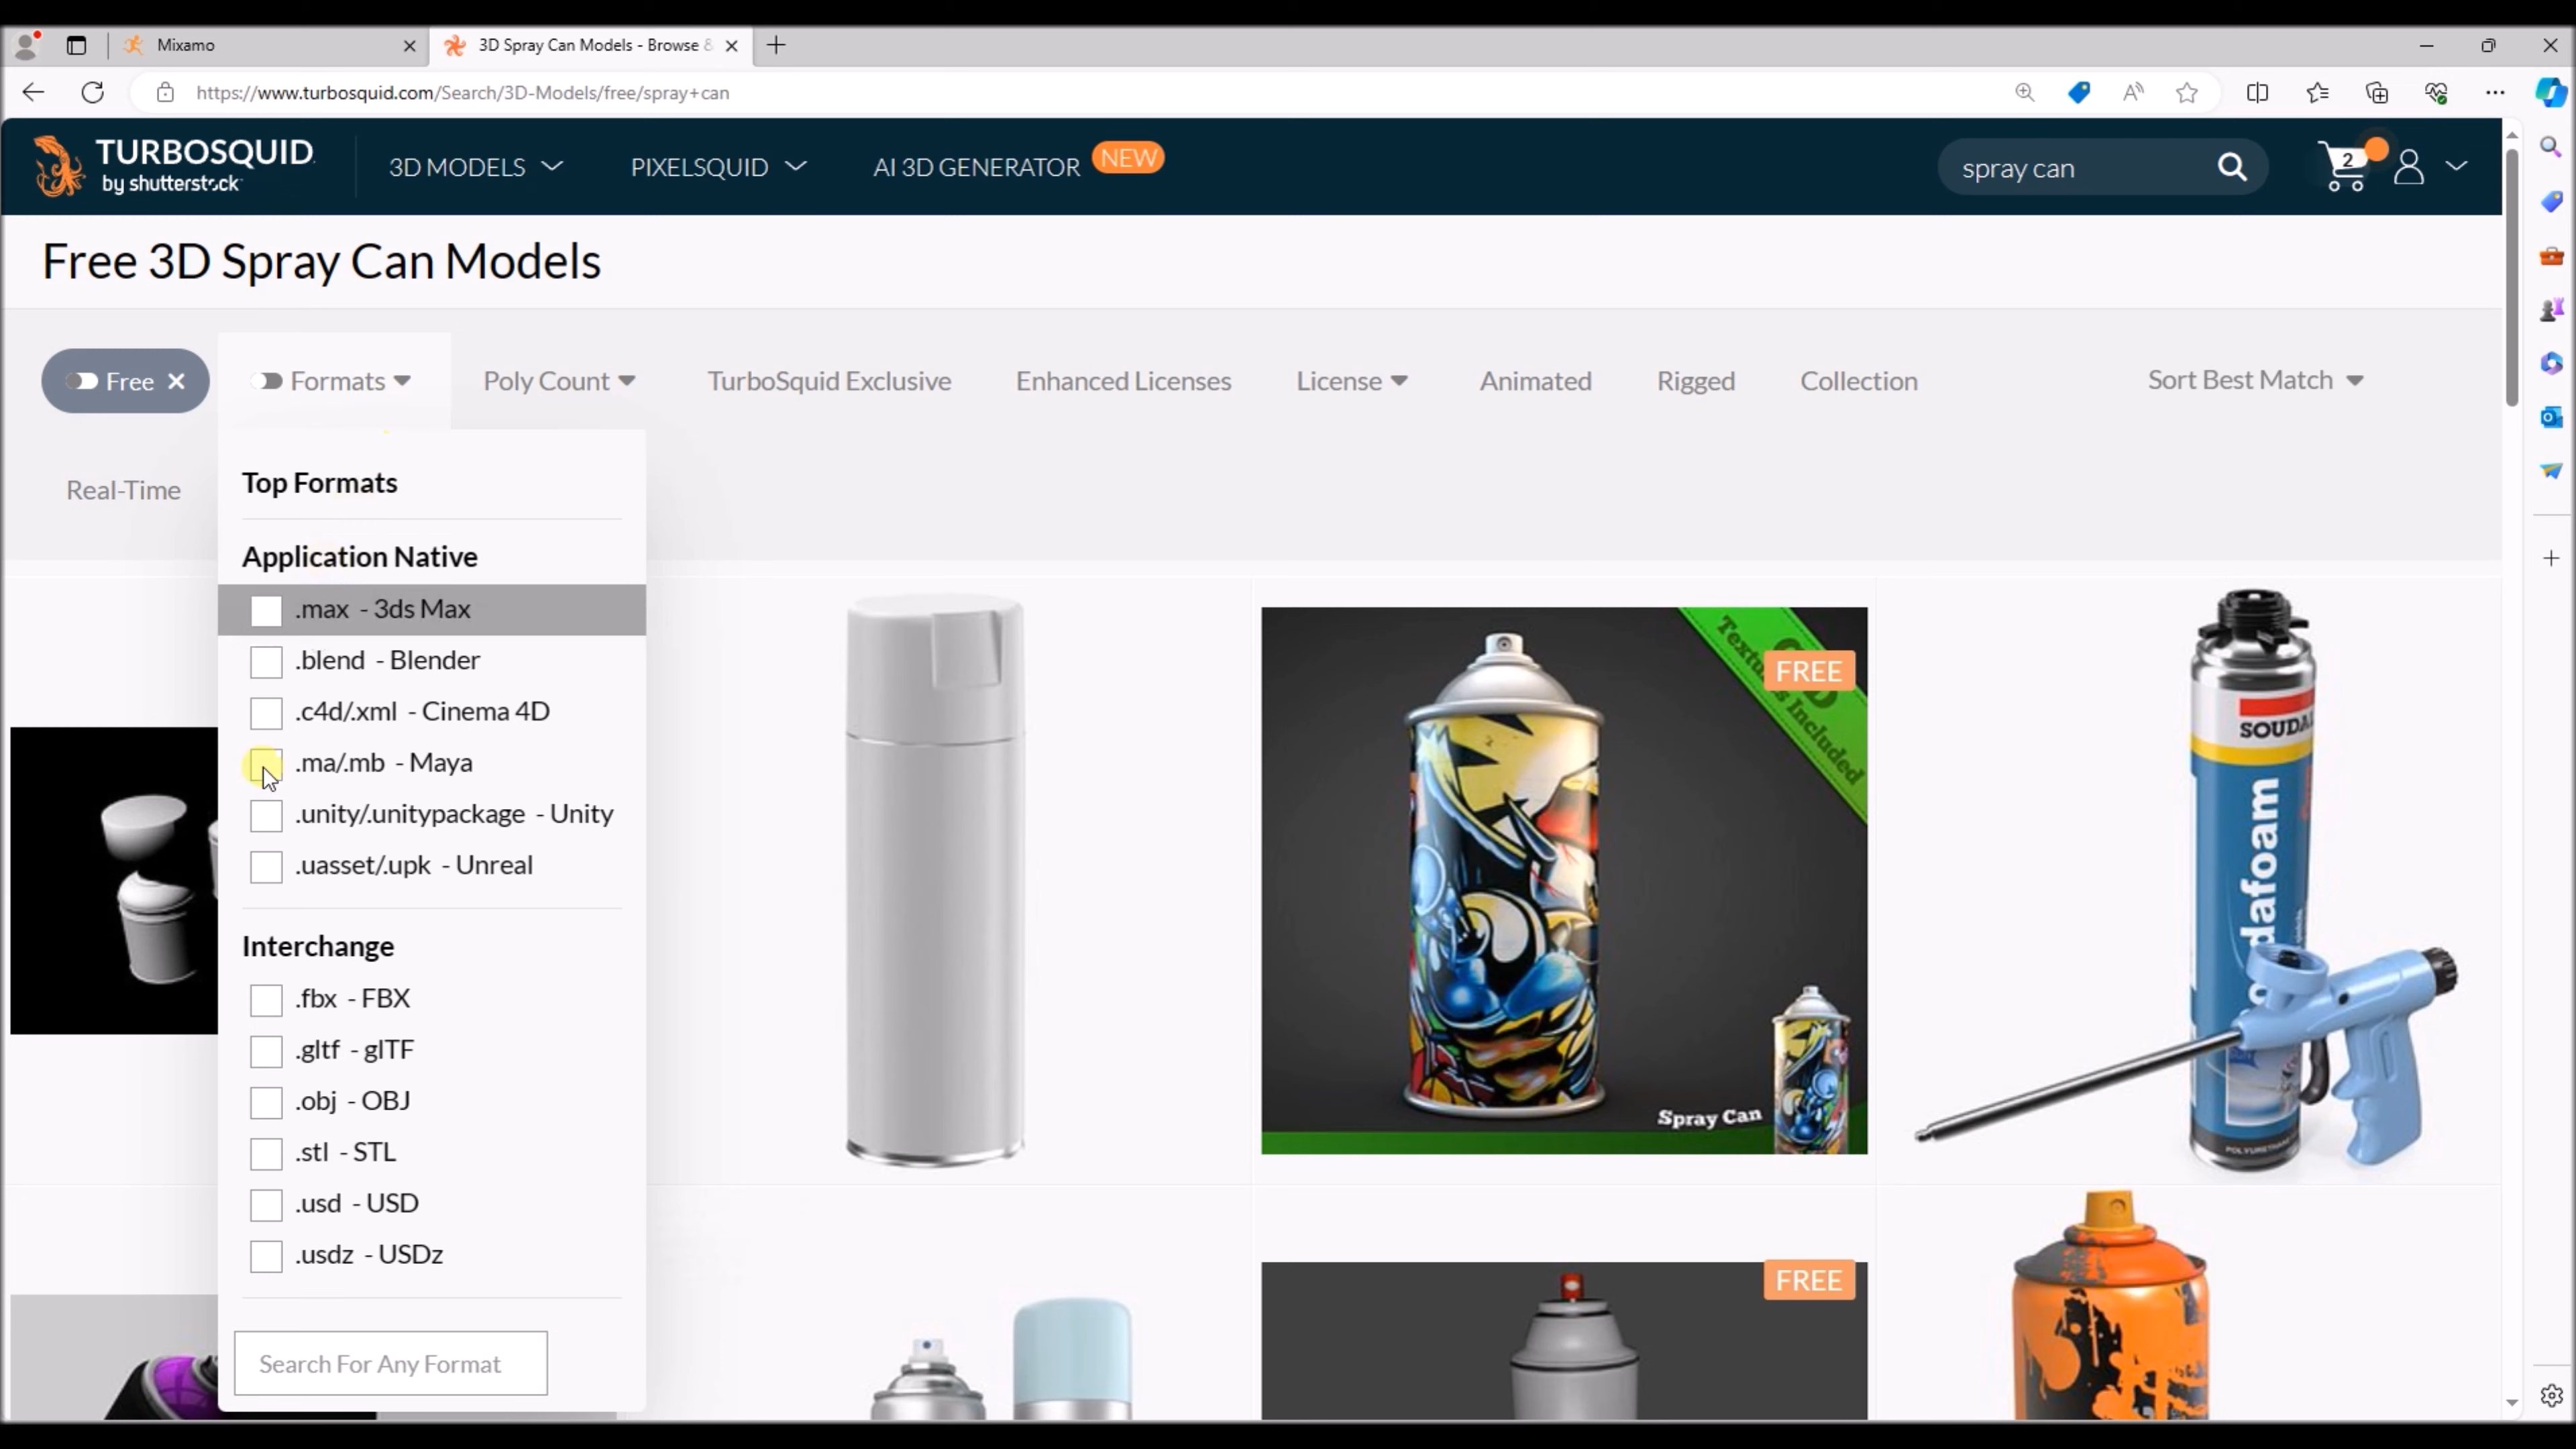 Mixamo
3D Spray Can Models - Browse &
https://www.turbosquid.com/Search/3D-Models/free/spray+can
TURBOSQUID
by shutterstock
3D MODELS
PIXELSQUID
AI 3D GENERATOR
NEW
spray can
2
Free 3D Spray Can Models
Free
Formats
Poly Count
TurboSquid Exclusive
Enhanced Licenses
License
Animated
Rigged
Collection
Sort Best Match
Real-Time
Top Formats
Application Native
.max - 3ds Max
.blend - Blender
.c4d/.xml - Cinema 4D
.ma/.mb - Maya
.unity/.unitypackage - Unity
.uasset/.upk - Unreal
Interchange
.fbx - FBX
.gltf - glTF
.obj - OBJ
.stl - STL
.usd - USD
.usdz - USDz
Search For Any Format
FREE
Included
Spray Can
SOUDA
dafoam
FREE